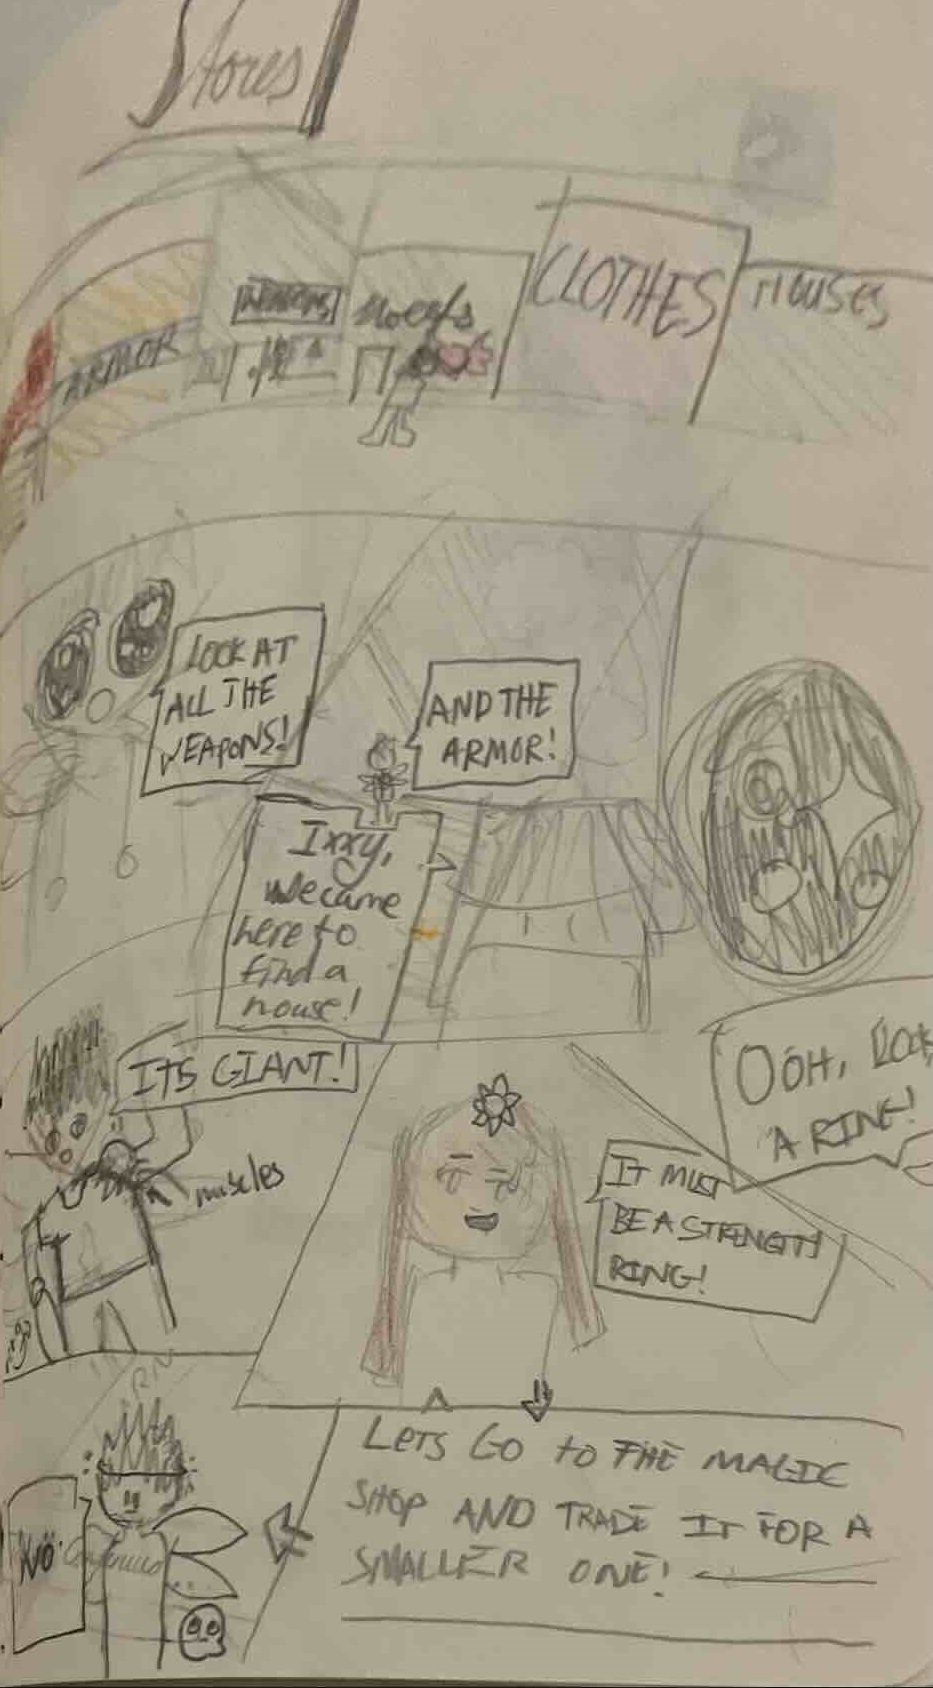 Stores
ARMOR
WEAPONS
CLOTHES
HOUSES
LOOK AT
ALL THE
WEAPONS!
AND THE
ARMOR!
Ixxy,
we came
here to
find a
house!
OOH, LOOK
A RING!
ITS GIANT!
muscles
IT MUST
BE A STRENGTH
RING!
LETS GO to THE MAGIC
SHOP AND TRADE IT FOR A
SMALLER ONE!
NO